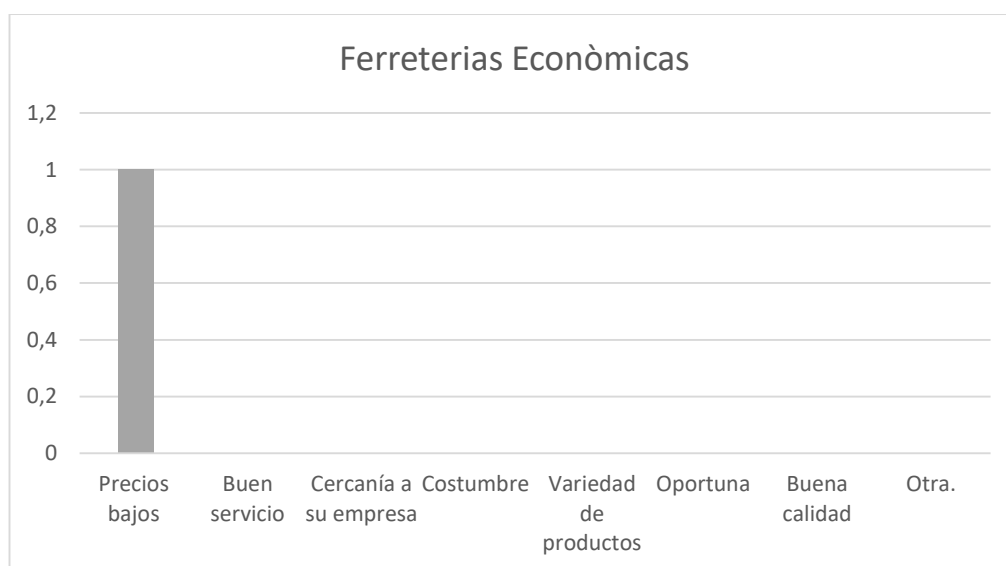 Ferreterias Econòmicas
1,2
1
0,8
0,6
0,4
0,2
0
Precios Buen Cercanía a Costumbre Variedad Oportuna Buena Otra.
bajos servicio su empresa de calidad
productos